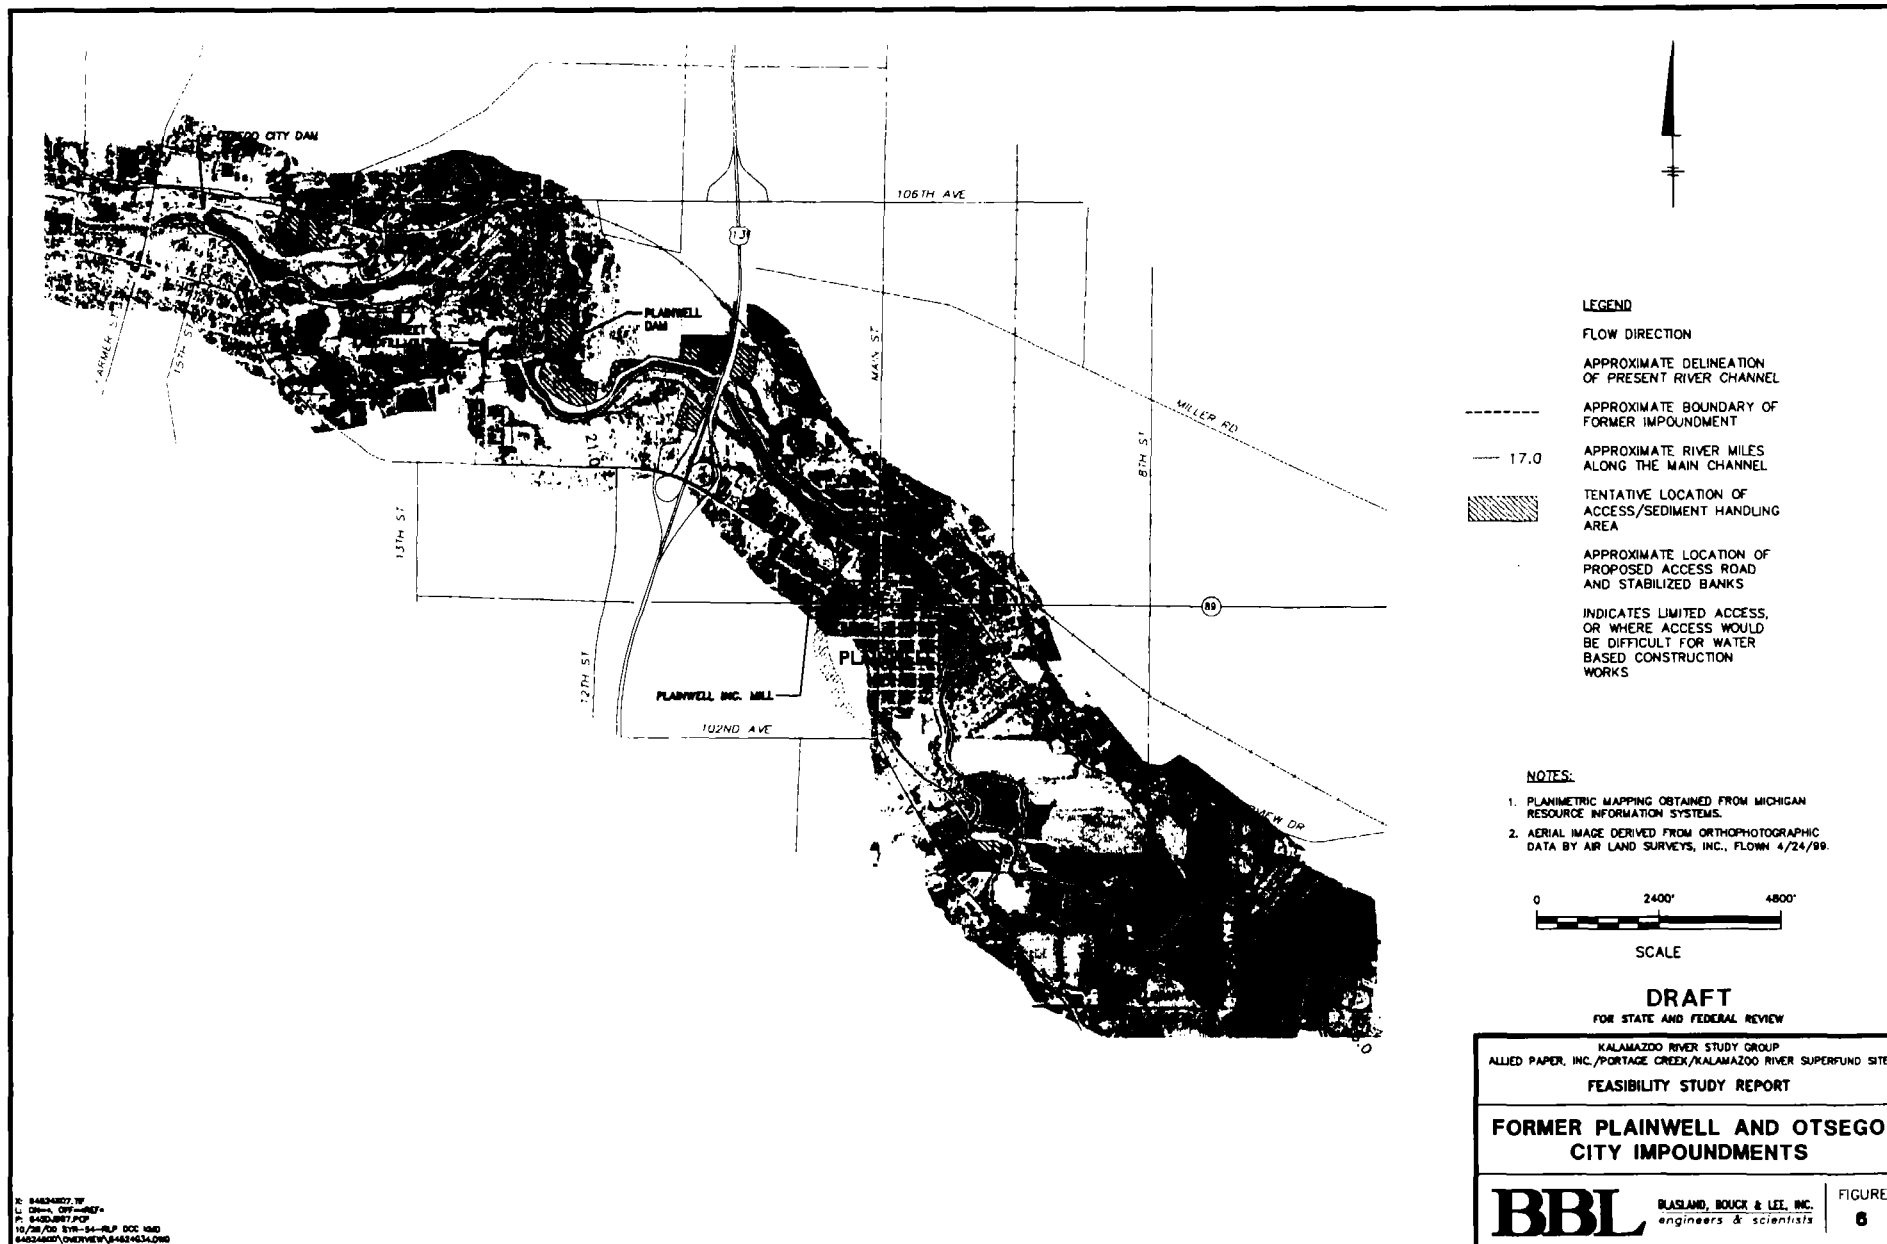 OTSEGO CITY DAM
106TH AVE
PLAINWELL
DAM
FARMER ST
15TH ST
MAIN ST
MILLER RD
8TH ST
21.0
13TH ST
12TH ST
89
PLAINWELL INC. MILL
102ND AVE
LEGEND
FLOW DIRECTION
APPROXIMATE DELINEATION
OF PRESENT RIVER CHANNEL
APPROXIMATE BOUNDARY OF
FORMER IMPOUNDMENT
17.0
APPROXIMATE RIVER MILES
ALONG THE MAIN CHANNEL
TENTATIVE LOCATION OF
ACCESS/SEDIMENT HANDLING
AREA
APPROXIMATE LOCATION OF
PROPOSED ACCESS ROAD
AND STABILIZED BANKS
INDICATES LIMITED ACCESS,
OR WHERE ACCESS WOULD
BE DIFFICULT FOR WATER
BASED CONSTRUCTION
WORKS
NOTES:
1. PLANIMETRIC MAPPING OBTAINED FROM MICHIGAN
RESOURCE INFORMATION SYSTEMS.
2. AERIAL IMAGE DERIVED FROM ORTHOPHOTOGRAPHIC
DATA BY AIR LAND SURVEYS, INC., FLOWN 4/24/99.
0 2400' 4800'
SCALE
DRAFT
FOR STATE AND FEDERAL REVIEW
KALAMAZOO RIVER STUDY GROUP
ALLIED PAPER, INC./PORTAGE CREEK/KALAMAZOO RIVER SUPERFUND SITE
FEASIBILITY STUDY REPORT
FORMER PLAINWELL AND OTSEGO
CITY IMPOUNDMENTS
BBL
BLASLAND, BOUCK & LEE, INC.
engineers & scientists
FIGURE
6